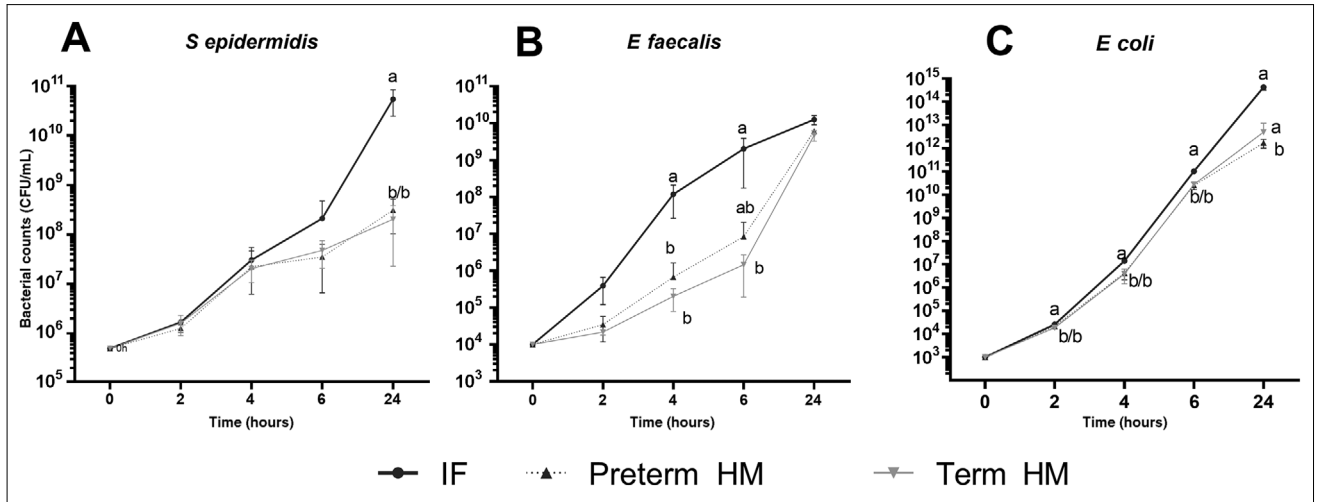 A
S epidermidis
B
E faecalis
C
E coli
Bacterial counts (CFU/mL)
10^11
10^10
10^9
10^8
10^7
10^6
10^5
a
b/b
0h
0 2 4 6 24
Time (hours)
10^11
10^10
10^9
10^8
10^7
10^6
10^5
10^4
10^3
a
a
ab
b
b
b
0 2 4 6 24
Time (hours)
10^15
10^14
10^13
10^12
10^11
10^10
10^9
10^8
10^7
10^6
10^5
10^4
10^3
a
a
b
a
b/b
a
b/b
a
b/b
0 2 4 6 24
Time (hours)
IF Preterm HM Term HM